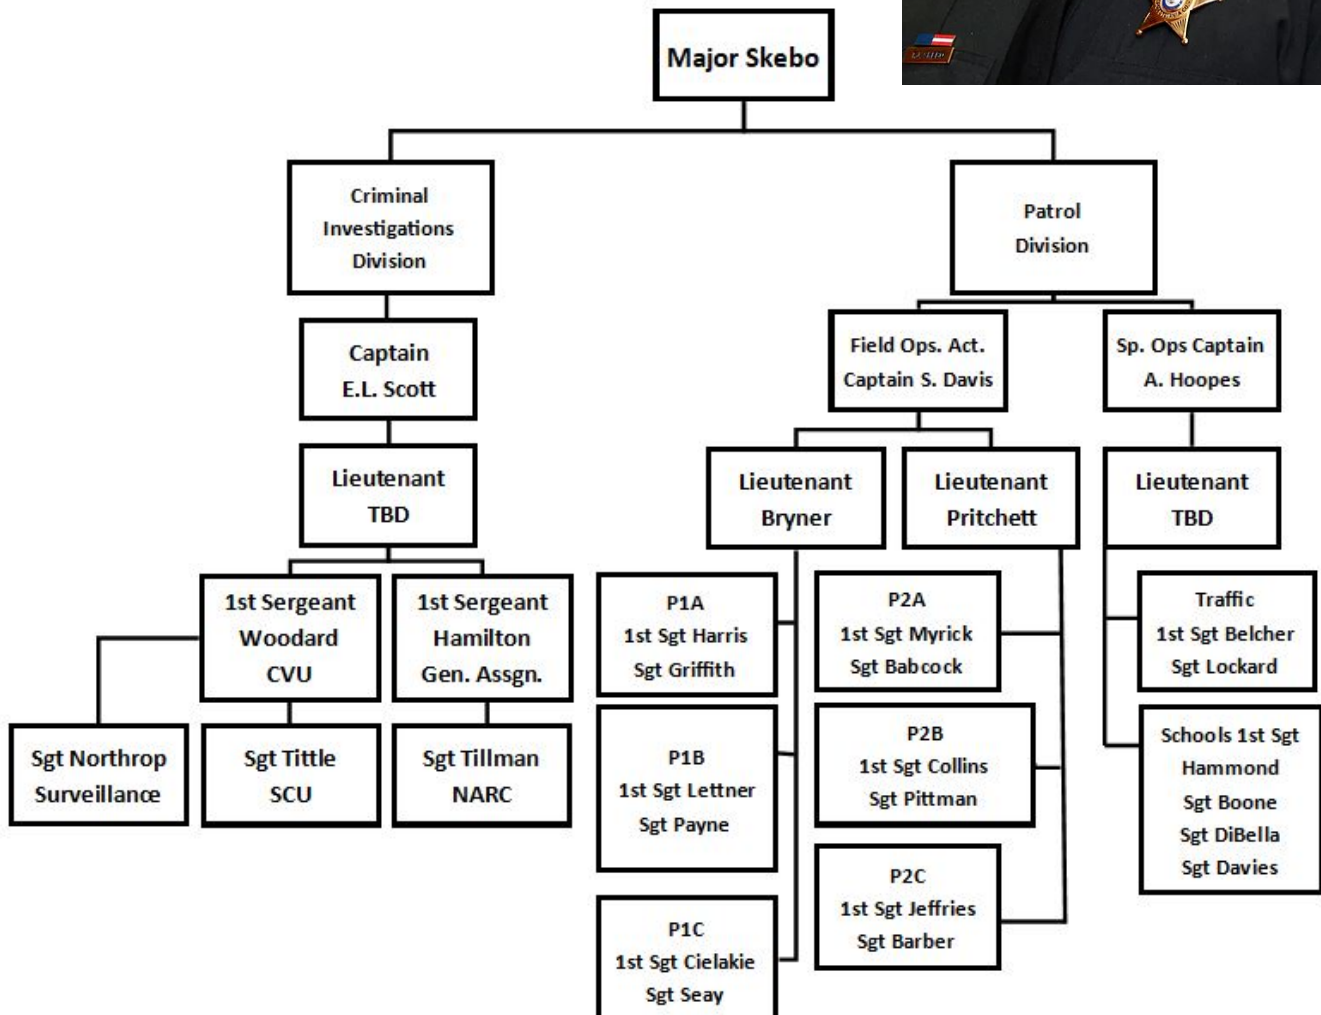 Major Skebo
Criminal
Investigations
Division
Patrol
Division
Captain
E.L. Scott
Field Ops. Act.
Captain S. Davis
Sp. Ops Captain
A. Hoopes
Lieutenant
TBD
Lieutenant
Bryner
Lieutenant
Pritchett
Lieutenant
TBD
1st Sergeant
Woodard
CVU
1st Sergeant
Hamilton
Gen. Assgn.
Sgt Northrop
Surveillance
Sgt Tittle
SCU
Sgt Tillman
NARC
P1A
1st Sgt Harris
Sgt Griffith
P1B
1st Sgt Lettner
Sgt Payne
P1C
1st Sgt Cielakie
Sgt Seay
P2A
1st Sgt Myrick
Sgt Babcock
P2B
1st Sgt Collins
Sgt Pittman
P2C
1st Sgt Jeffries
Sgt Barber
Traffic
1st Sgt Belcher
Sgt Lockard
Schools 1st Sgt
Hammond
Sgt Boone
Sgt DiBella
Sgt Davies